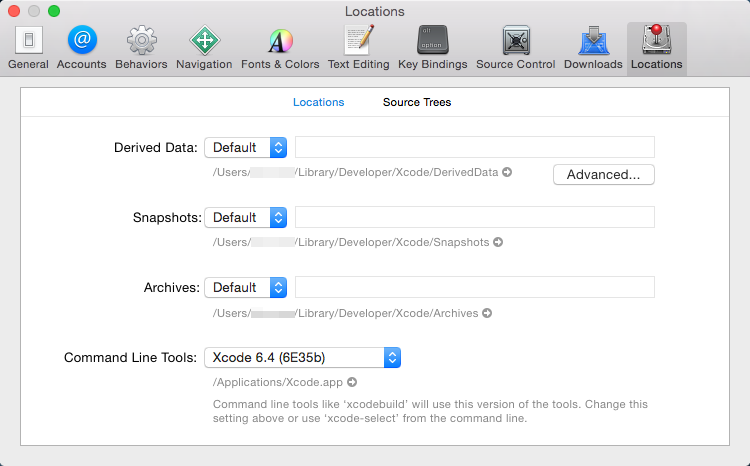 Locations
General Accounts Behaviors Navigation Fonts & Colors Text Editing Key Bindings Source Control Downloads Locations
alt
option
Locations Source Trees
Derived Data: Default
/Users/ /Library/Developer/Xcode/DerivedData
Advanced...
Snapshots: Default
/Users/ /Library/Developer/Xcode/Snapshots
Archives: Default
/Users/ /Library/Developer/Xcode/Archives
Command Line Tools: Xcode 6.4 (6E35b)
/Applications/Xcode.app
Command line tools like ‘xcodebuild’ will use this version of the tools. Change this
setting above or use ‘xcode-select’ from the command line.